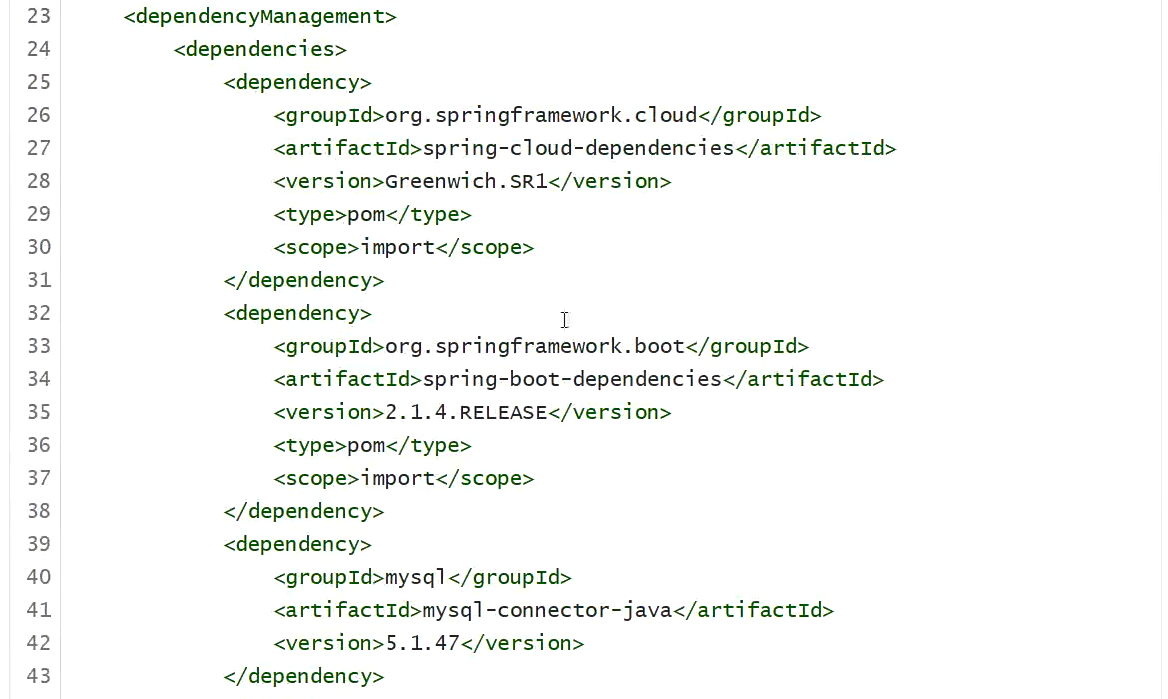 23 <dependencyManagement>
24 <dependencies>
25 <dependency>
26 <groupId>org.springframework.cloud</groupId>
27 <artifactId>spring-cloud-dependencies</artifactId>
28 <version>Greenwich.SR1</version>
29 <type>pom</type>
30 <scope>import</scope>
31 </dependency>
32 <dependency>
33 <groupId>org.springframework.boot</groupId>
34 <artifactId>spring-boot-dependencies</artifactId>
35 <version>2.1.4.RELEASE</version>
36 <type>pom</type>
37 <scope>import</scope>
38 </dependency>
39 <dependency>
40 <groupId>mysql</groupId>
41 <artifactId>mysql-connector-java</artifactId>
42 <version>5.1.47</version>
43 </dependency>